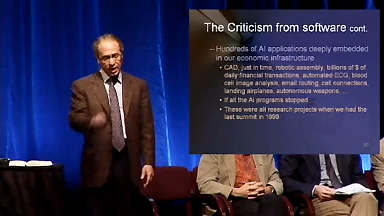 The Criticism from software cont.
– Hundreds of AI applications deeply embedded
in our economic infrastructure
• CAD, just in time, robotic assembly, billions of $ of
daily financial transactions, automated ECG, blood
cell image analysis, email routing, cell connections,
landing airplanes, autonomous weapons.....
• If all the AI programs stopped.....
• These were all research projects when we had the
last summit in 1999